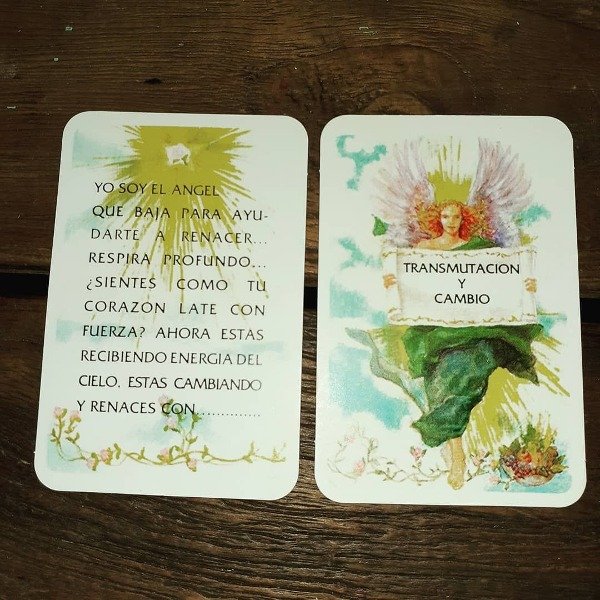 YO SOY EL ANGEL
QUE BAJA PARA AYU-
DARTE A RENACER...
RESPIRA PROFUNDO...
¿SIENTES COMO TU
CORAZON LATE CON
FUERZA? AHORA ESTAS
RECIBIENDO ENERGIA DEL
CIELO, ESTAS CAMBIANDO
Y RENACES CON..............
TRANSMUTACION
Y
CAMBIO